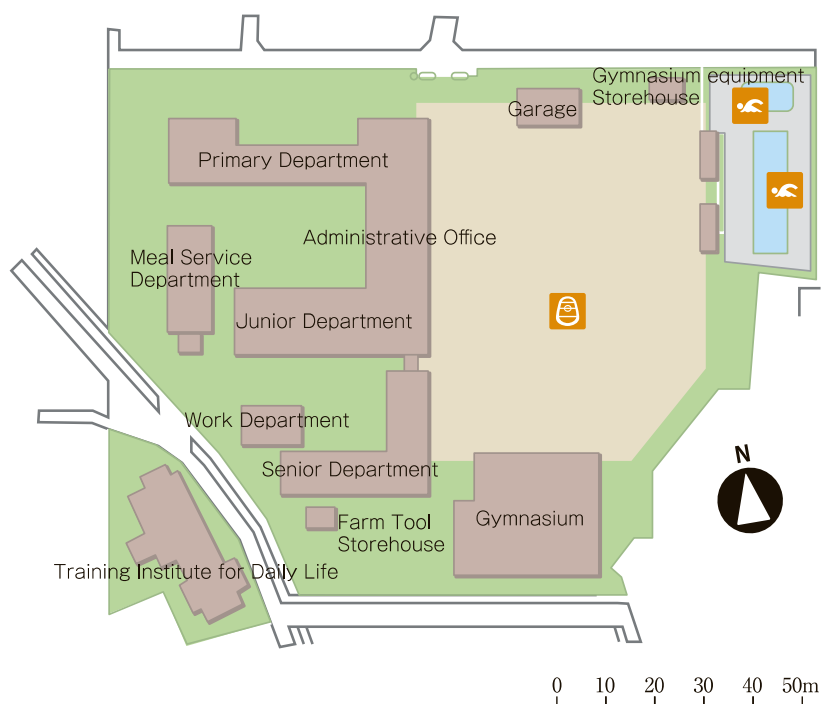 Gymnasium equipment
Storehouse
Garage
Primary Department
Administrative Office
Meal Service
Department
Junior Department
Work Department
Senior Department
Gymnasium
Farm Tool
Storehouse
Training Institute for Daily Life
N
0 10 20 30 40 50m